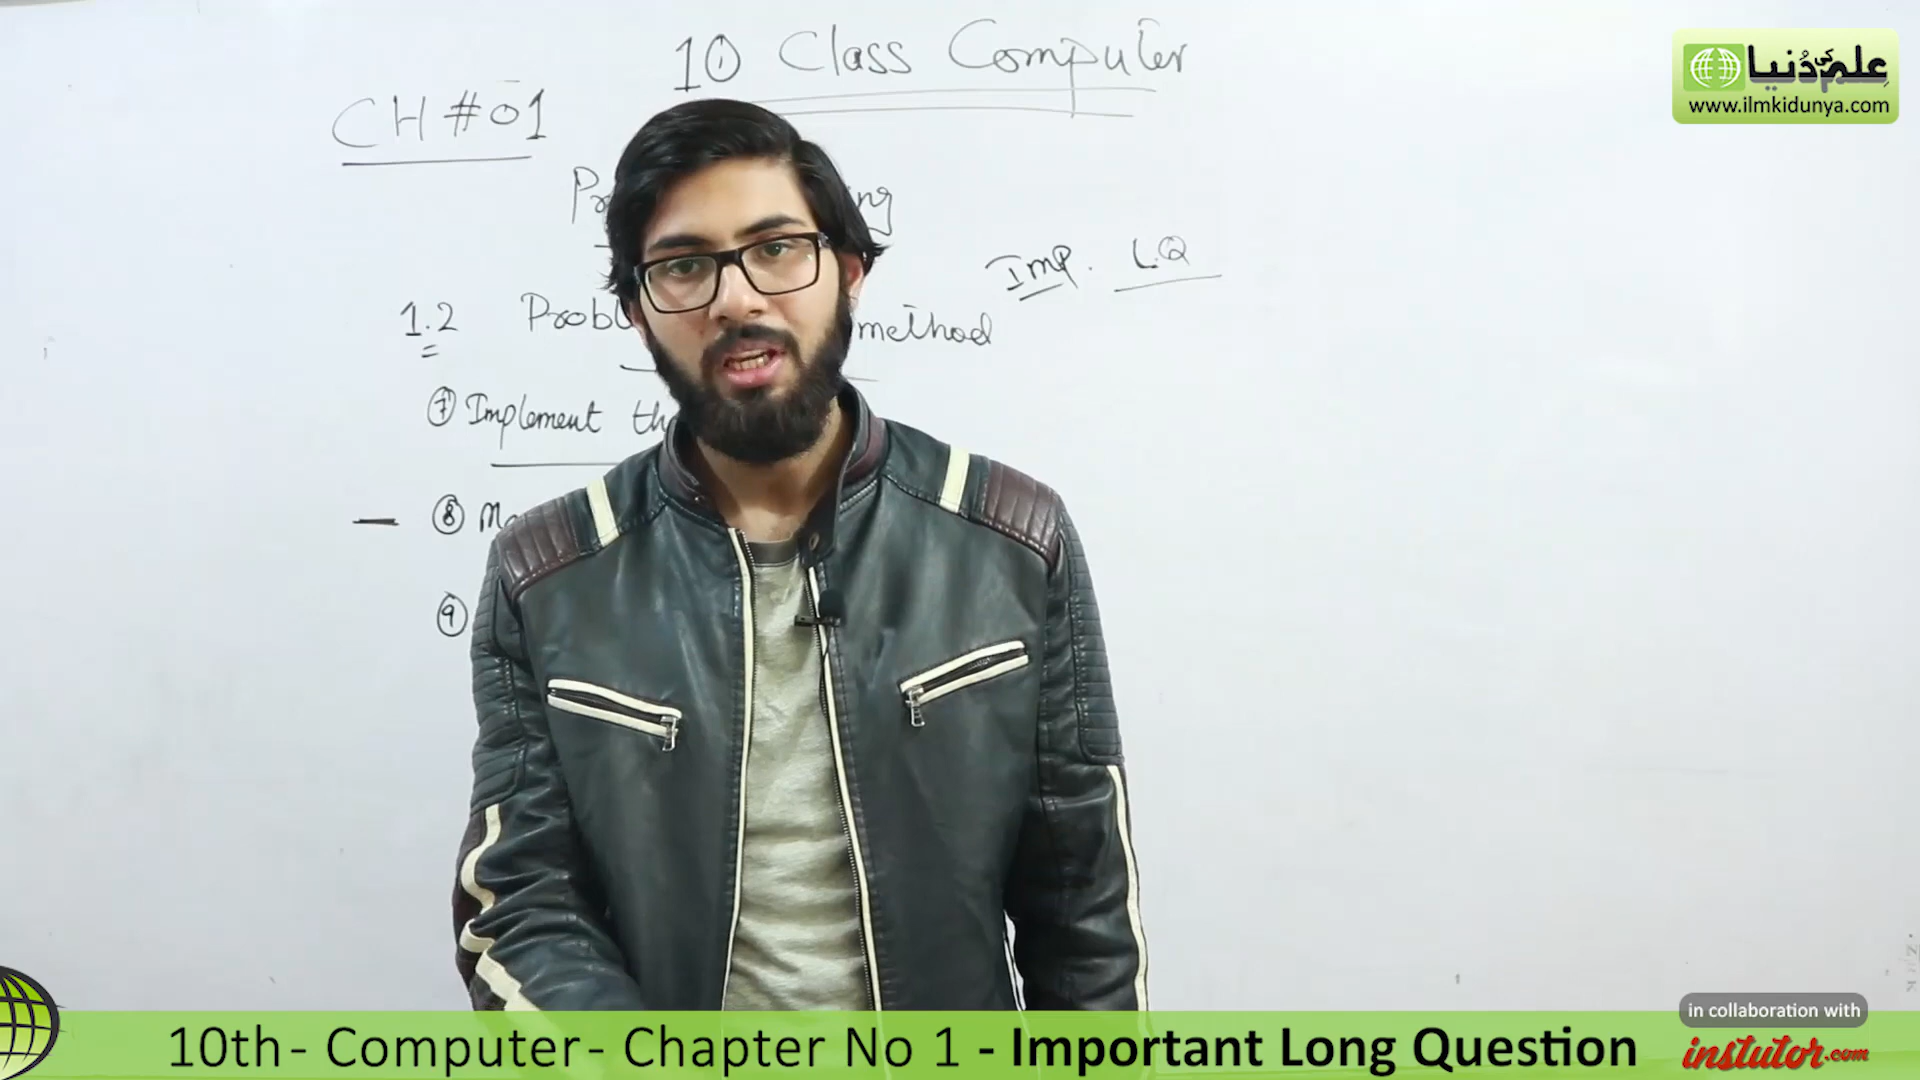 10 Class Computer
CH #01
1.2 method
Imp. L.Q
⑦ Implement
⑧
⑨
علم کی دُنیا
www.ilmkidunya.com
in collaboration with
instutor.com
10th - Computer - Chapter No 1 - Important Long Question